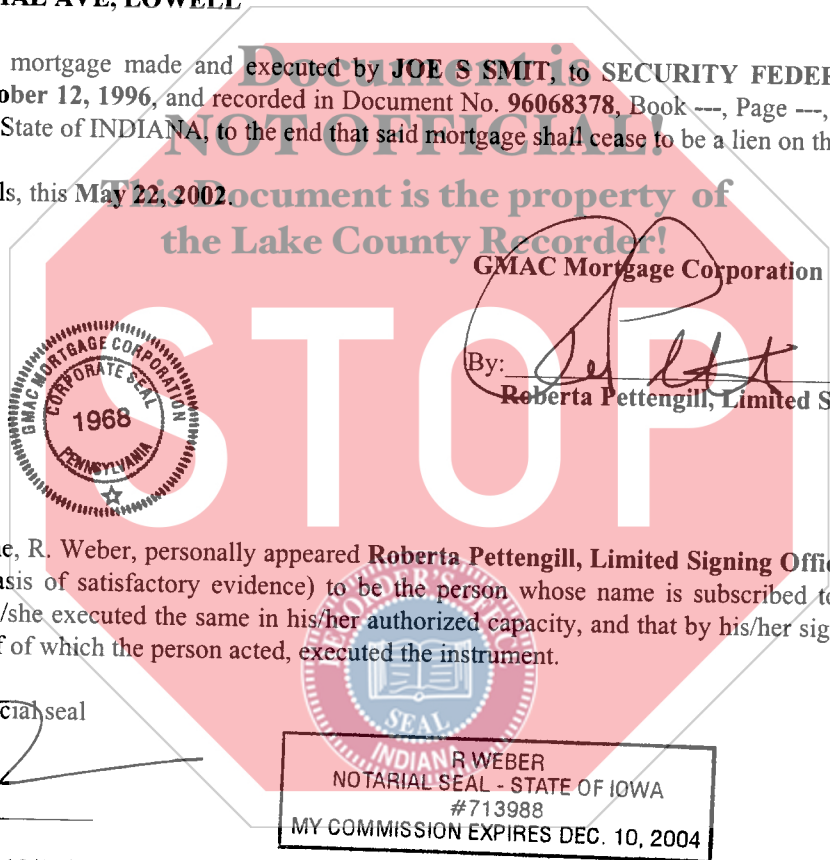 IAL AVE, LOWELL
Document is
mortgage made and executed by JOE S SMIT, to SECURITY FEDER
ober 12, 1996, and recorded in Document No. 96068378, Book ---, Page ---,
NOT OFFICIAL!
State of INDIANA, to the end that said mortgage shall cease to be a lien on th
ls, this May 22, 2002.
This Document is the property of
the Lake County Recorder!
GMAC Mortgage Corporation
STOP
GMAC MORTGAGE CORPORATION
CORPORATE SEAL
1968
PENNSYLVANIA
By:
Roberta Pettengill, Limited S
e, R. Weber, personally appeared Roberta Pettengill, Limited Signing Offic
asis of satisfactory evidence) to be the person whose name is subscribed to
/she executed the same in his/her authorized capacity, and that by his/her sig
f of which the person acted, executed the instrument.
RECORDER'S OFFICE
SEAL
INDIANA
cial seal
R WEBER
NOTARIAL SEAL - STATE OF IOWA
#713988
MY COMMISSION EXPIRES DEC. 10, 2004